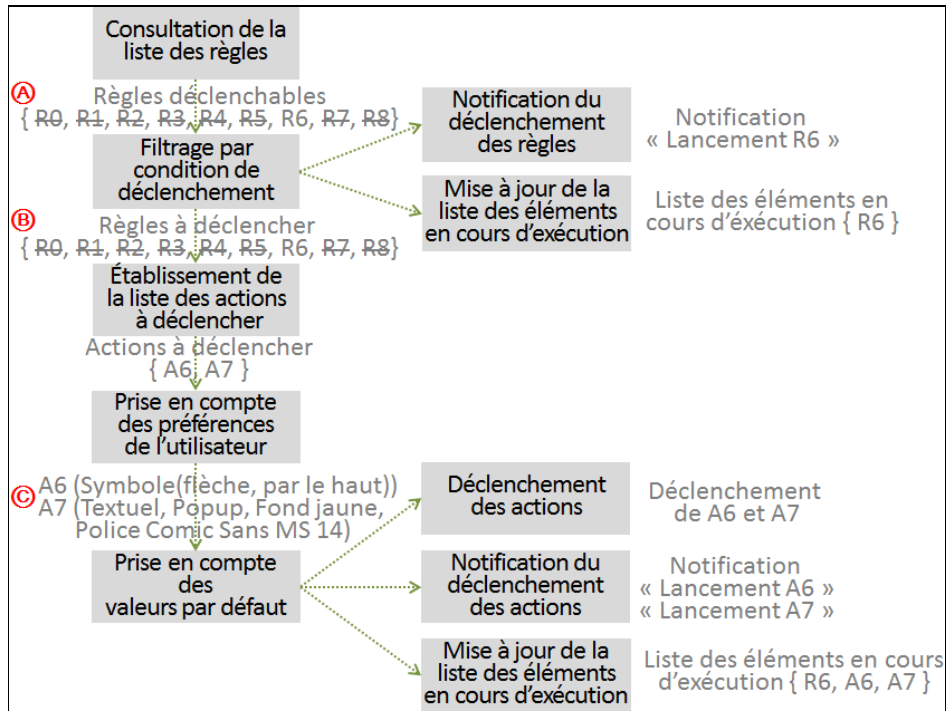 Consultation de la
liste des règles
Ⓐ Règles déclenchables
{ R0, R1, R2, R3, R4, R5, R6, R7, R8}
Filtrage par
condition de
déclenchement
Notification du
déclenchement
des règles
Notification
« Lancement R6 »
Mise à jour de la
liste des éléments
en cours d'exécution
Liste des éléments en
cours d'éxécution { R6 }
Ⓑ Règles à déclencher
{ R0, R1, R2, R3, R4, R5, R6, R7, R8}
Établissement de
la liste des actions
à déclencher
Actions à déclencher
{ A6, A7 }
Prise en compte
des préférences
de l'utilisateur
Ⓒ A6 (Symbole(flèche, par le haut))
A7 (Textuel, Popup, Fond jaune,
Police Comic Sans MS 14)
Prise en compte
des
valeurs par défaut
Déclenchement
des actions
Déclenchement
de A6 et A7
Notification du
déclenchement
des actions
Notification
« Lancement A6 »
« Lancement A7 »
Mise à jour de la
liste des éléments
en cours d'exécution
Liste des éléments en cours
d'exécution { R6, A6, A7 }